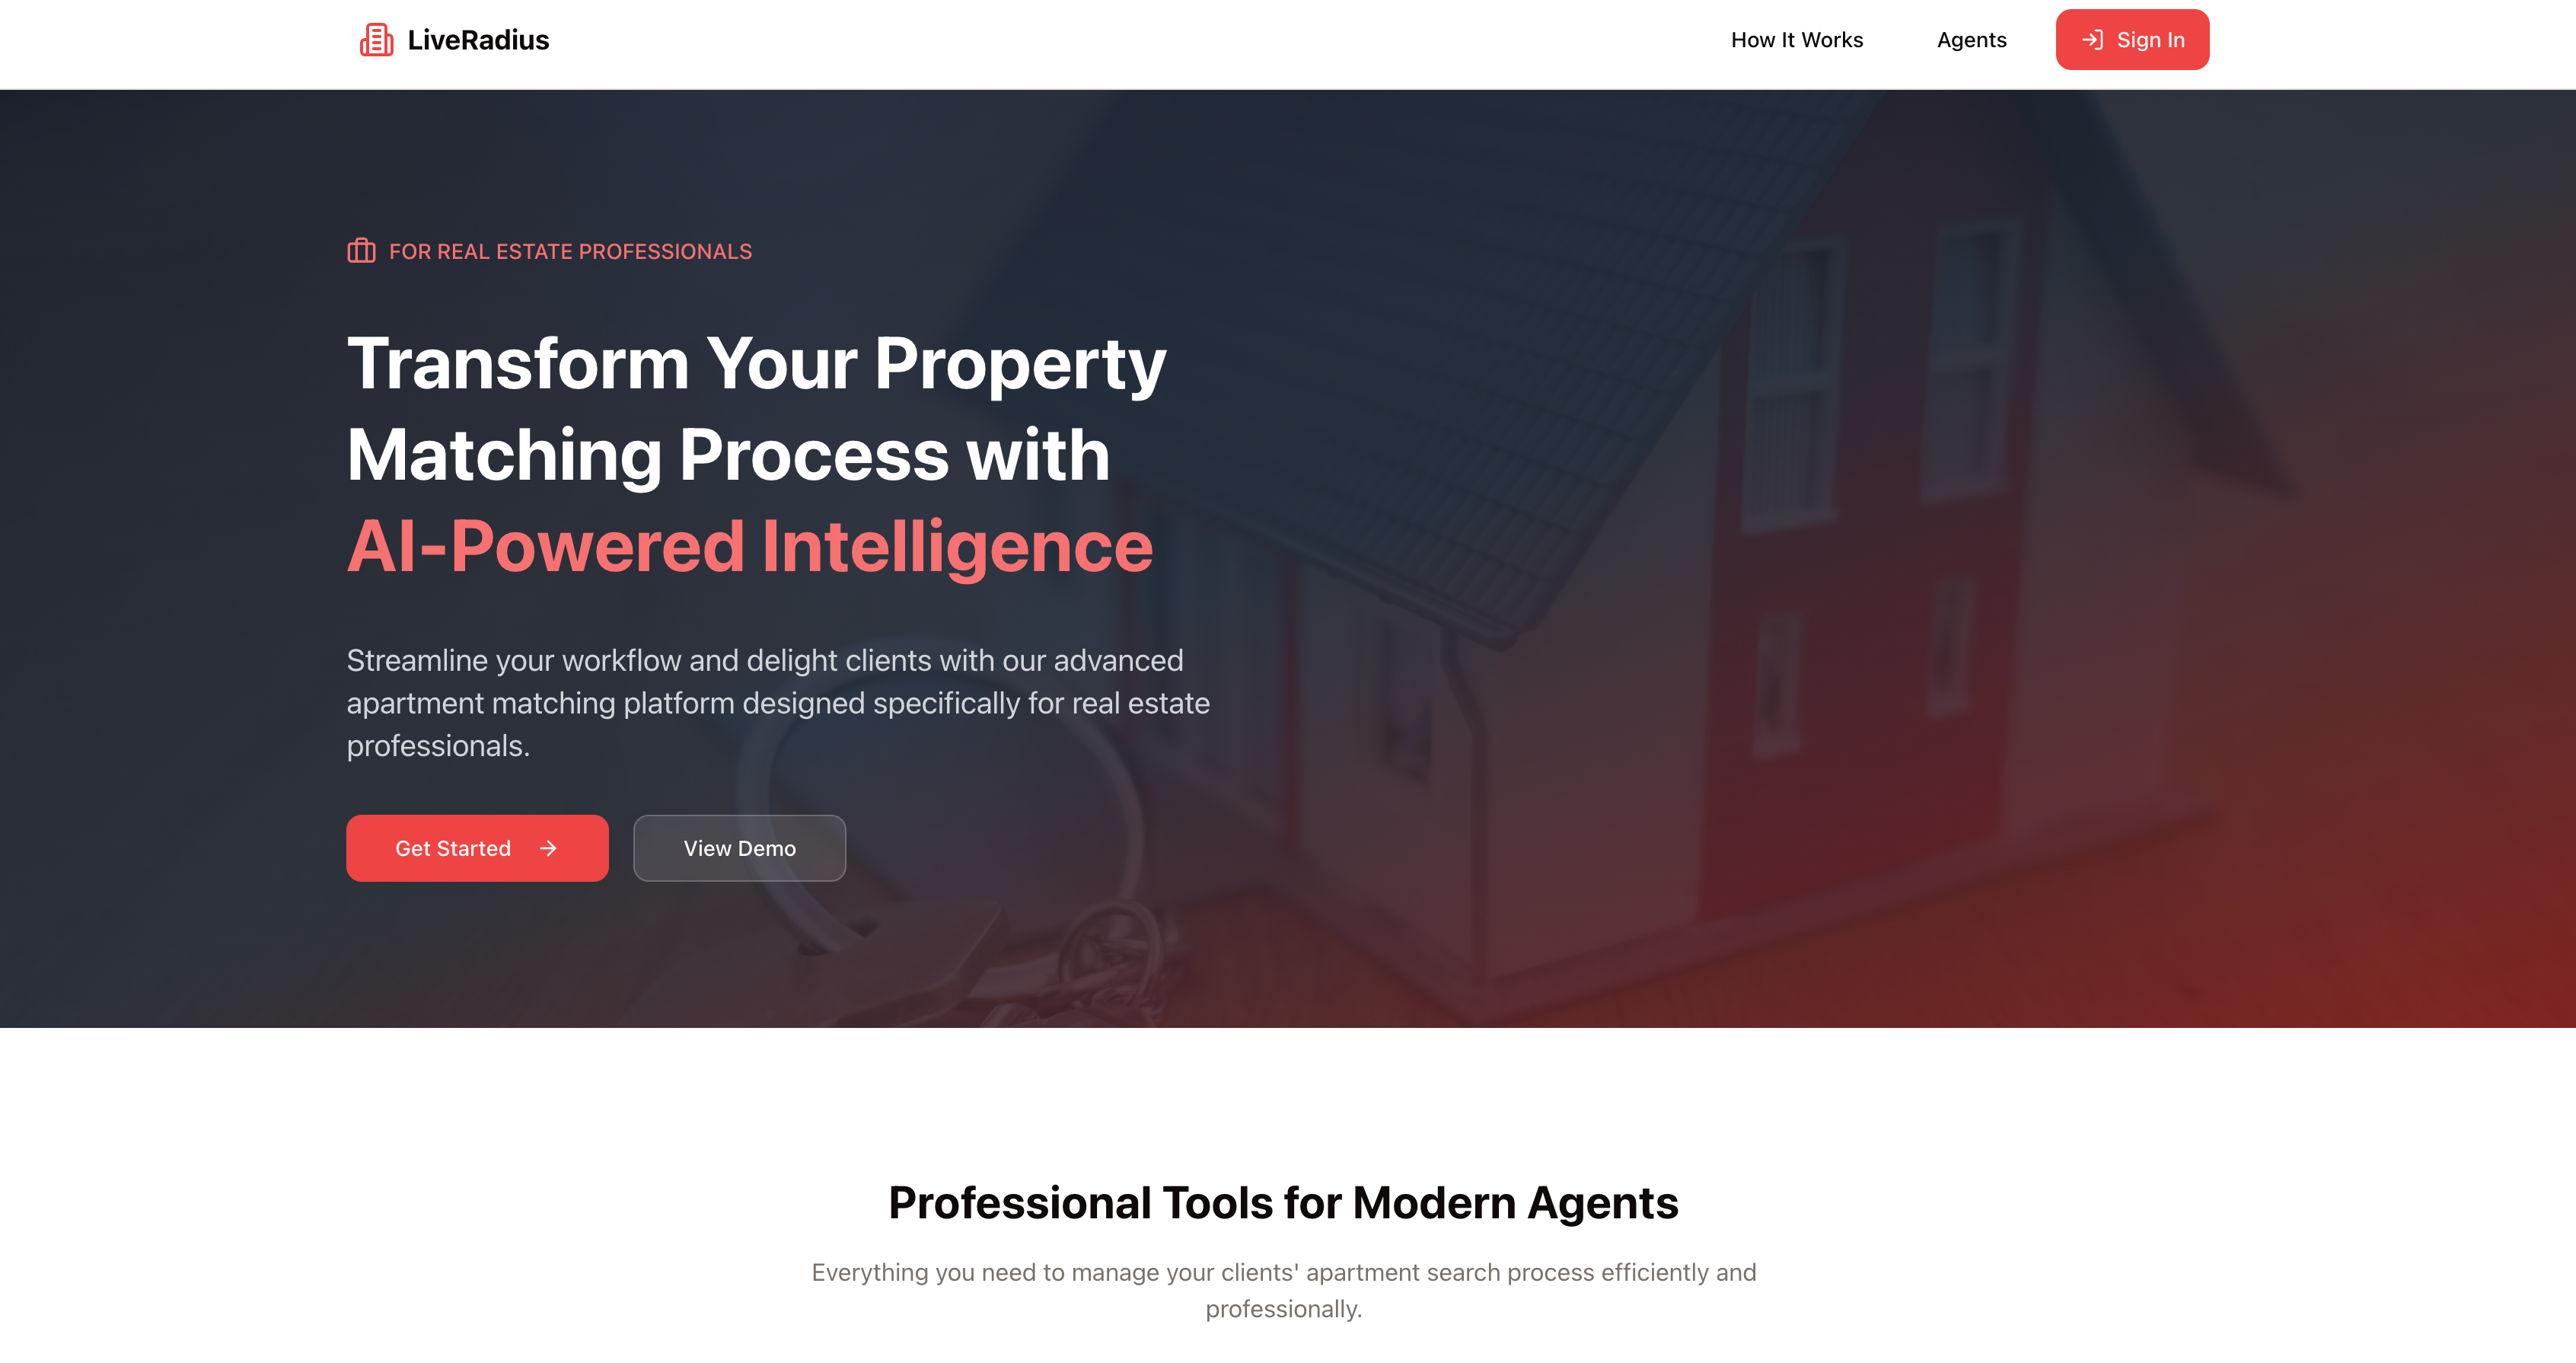 LiveRadius
How It Works
Agents
Sign In
FOR REAL ESTATE PROFESSIONALS
Transform Your Property
Matching Process with
AI-Powered Intelligence
Streamline your workflow and delight clients with our advanced
apartment matching platform designed specifically for real estate
professionals.
Get Started
View Demo
Professional Tools for Modern Agents
Everything you need to manage your clients' apartment search process efficiently and
professionally.